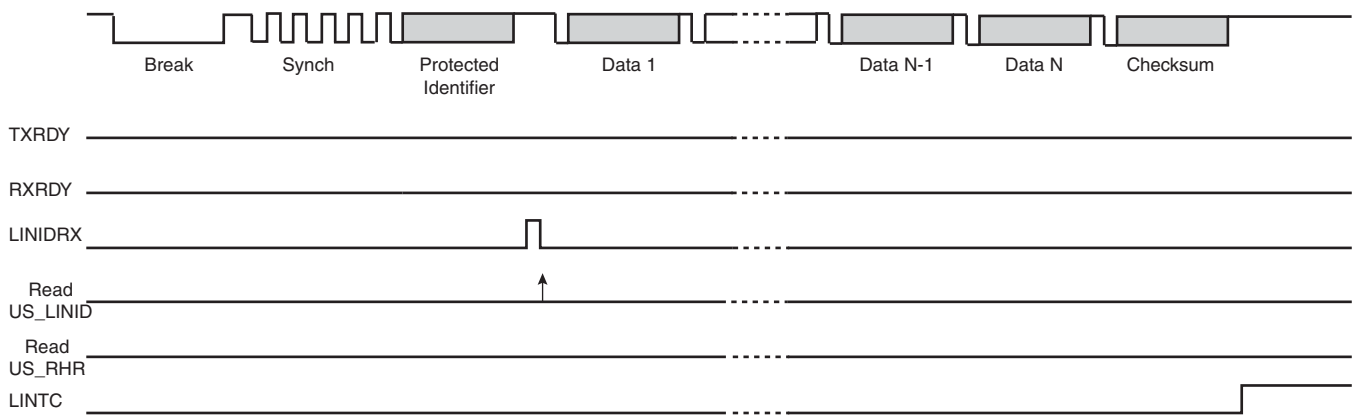 Break Synch Protected Identifier Data 1 Data N-1 Data N Checksum
TXRDY
RXRDY
LINIDRX
Read
US_LINID
Read
US_RHR
LINTC